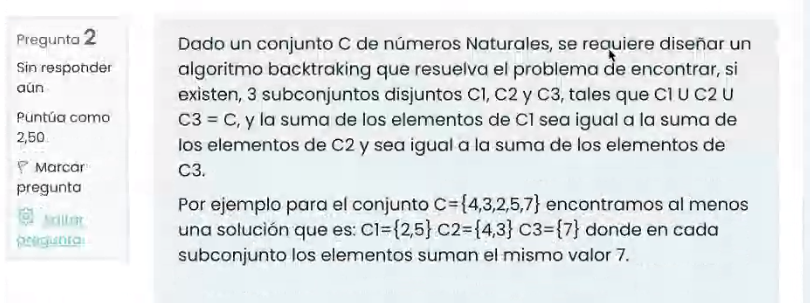 Pregunta 2
Sin responder
aún
Puntúa como
2,50
Marcar
pregunta
Editar
pregunta
Dado un conjunto C de números Naturales, se requiere diseñar un
algoritmo backtraking que resuelva el problema de encontrar, si
existen, 3 subconjuntos disjuntos C1, C2 y C3, tales que C1 U C2 U
C3 = C, y la suma de los elementos de C1 sea igual a la suma de
los elementos de C2 y sea igual a la suma de los elementos de
C3.
Por ejemplo para el conjunto C={4,3,2,5,7} encontramos al menos
una solución que es: C1={2,5} C2={4,3} C3={7} donde en cada
subconjunto los elementos suman el mismo valor 7.